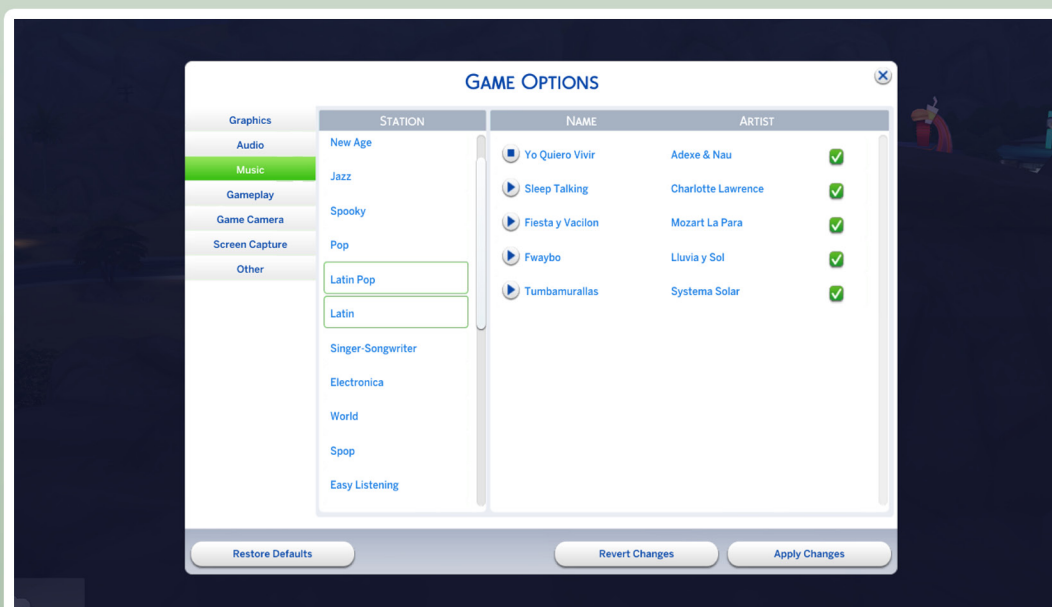 GAME OPTIONS
Graphics
Audio
Music
Gameplay
Game Camera
Screen Capture
Other
STATION
New Age
Jazz
Spooky
Pop
Latin Pop
Latin
Singer-Songwriter
Electronica
World
Spop
Easy Listening
NAME ARTIST
Yo Quiero Vivir Adexe & Nau
Sleep Talking Charlotte Lawrence
Fiesta y Vacilon Mozart La Para
Fwaybo Lluvia y Sol
Tumbamurallas Systema Solar
Restore Defaults Revert Changes Apply Changes